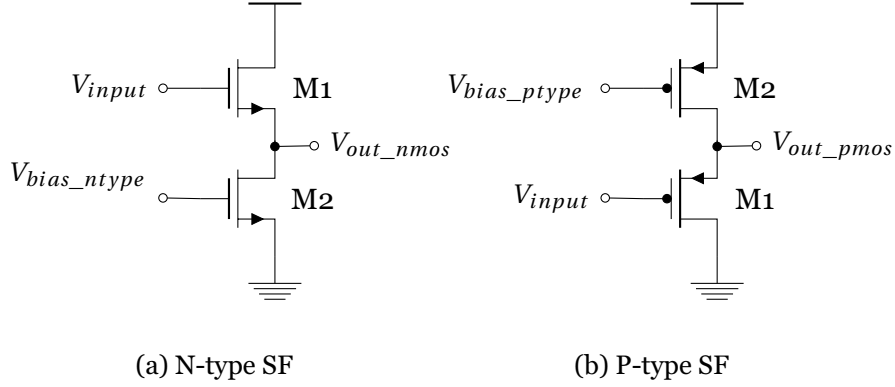 V_input
M1
V_out_nmos
V_bias_ntype
M2
(a) N-type SF
V_bias_ptype
M2
V_out_pmos
V_input
M1
(b) P-type SF